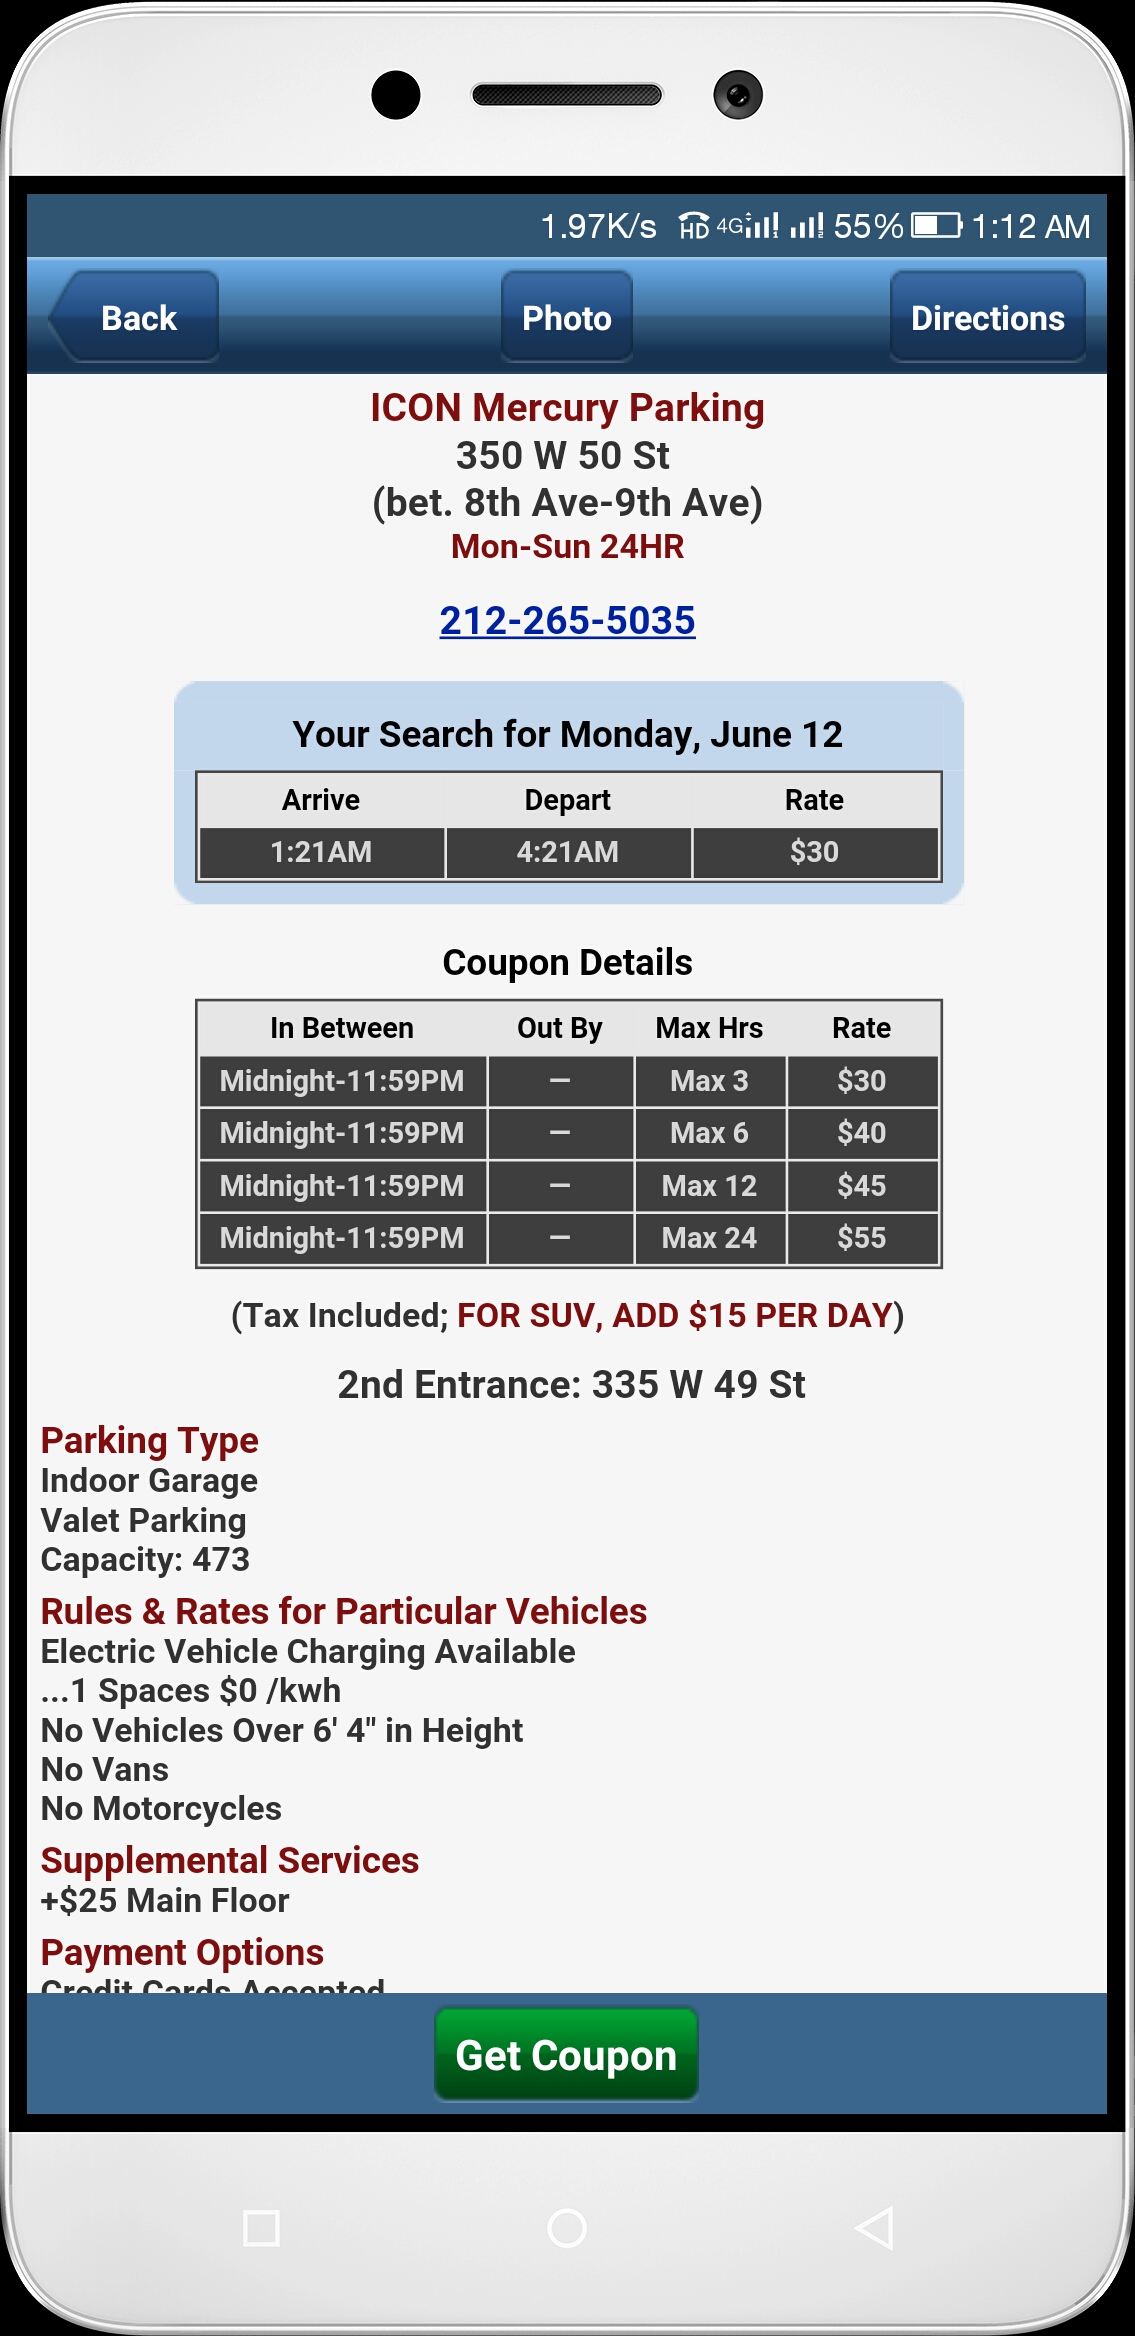 1.97K/s HD 4G 55% 1:12 AM
Back Photo Directions
ICON Mercury Parking
350 W 50 St
(bet. 8th Ave-9th Ave)
Mon-Sun 24HR
212-265-5035
Your Search for Monday, June 12
Arrive Depart Rate
1:21AM 4:21AM $30
Coupon Details
In Between Out By Max Hrs Rate
Midnight-11:59PM — Max 3 $30
Midnight-11:59PM — Max 6 $40
Midnight-11:59PM — Max 12 $45
Midnight-11:59PM — Max 24 $55
(Tax Included; FOR SUV, ADD $15 PER DAY)
2nd Entrance: 335 W 49 St
Parking Type
Indoor Garage
Valet Parking
Capacity: 473
Rules & Rates for Particular Vehicles
Electric Vehicle Charging Available
...1 Spaces $0 /kwh
No Vehicles Over 6' 4" in Height
No Vans
No Motorcycles
Supplemental Services
+$25 Main Floor
Payment Options
Credit Cards Accepted
Get Coupon